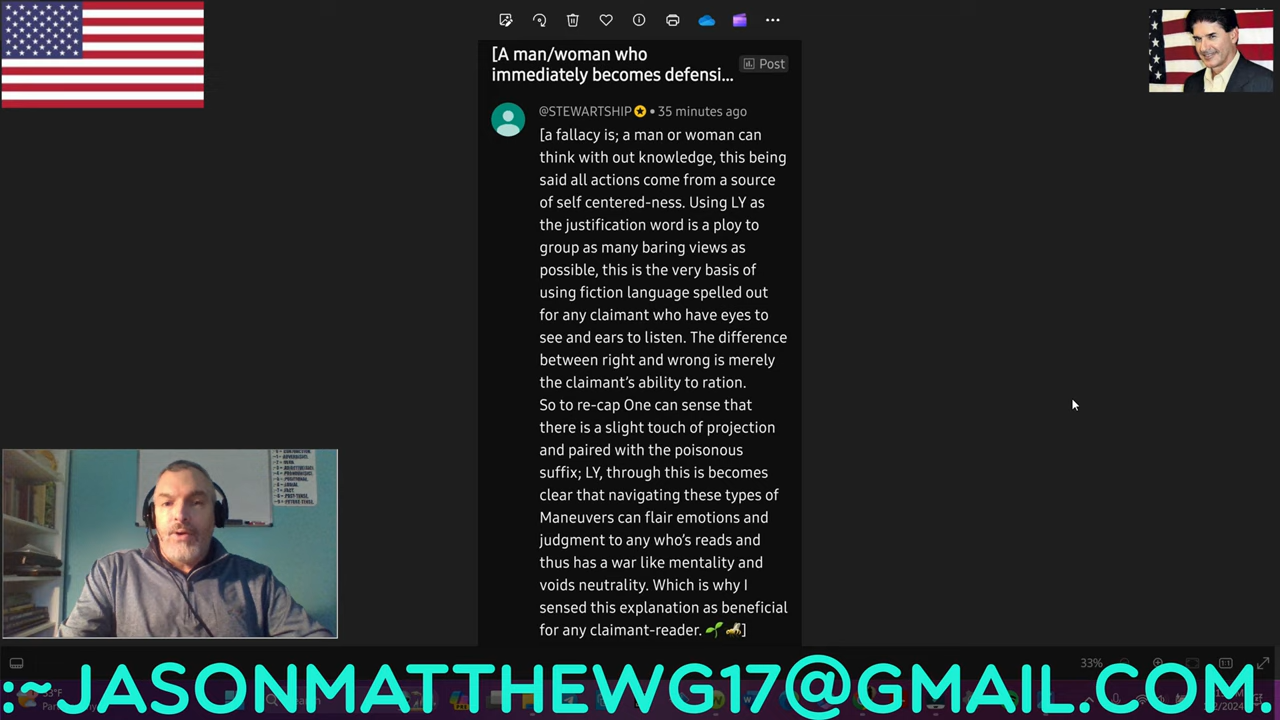 [A man/woman who
immediately becomes defensi...
Post
@STEWARTSHIP • 35 minutes ago
[a fallacy is; a man or woman can
think with out knowledge, this being
said all actions come from a source
of self centered-ness. Using LY as
the justification word is a ploy to
group as many baring views as
possible, this is the very basis of
using fiction language spelled out
for any claimant who have eyes to
see and ears to listen. The difference
between right and wrong is merely
the claimant's ability to ration.
So to re-cap One can sense that
there is a slight touch of projection
and paired with the poisonous
suffix; LY, through this is becomes
clear that navigating these types of
Maneuvers can flair emotions and
judgment to any who's reads and
thus has a war like mentality and
voids neutrality. Which is why I
sensed this explanation as beneficial
for any claimant-reader. 🌱🍌]
33%
:~ JASONMATTHEWG17@GMAIL.COM.